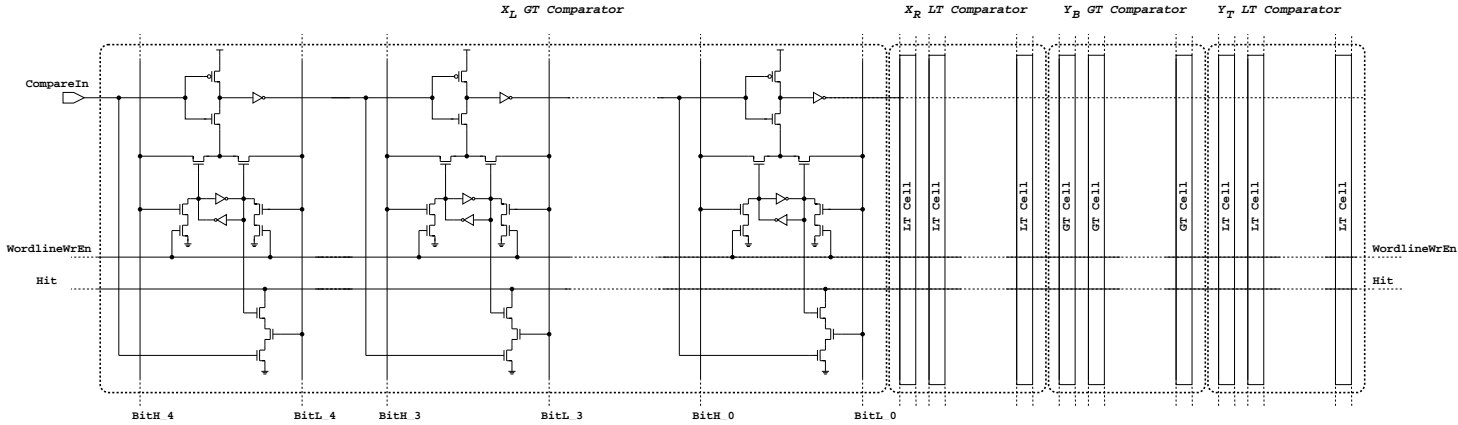 X_L GT Comparator
X_R LT Comparator
Y_B GT Comparator
Y_T LT Comparator
CompareIn
LT Cell
LT Cell
LT Cell
GT Cell
GT Cell
GT Cell
LT Cell
LT Cell
LT Cell
WordlineWrEn
WordlineWrEn
Hit
Hit
BitH_4
BitL_4
BitH_3
BitL_3
BitH_0
BitL_0